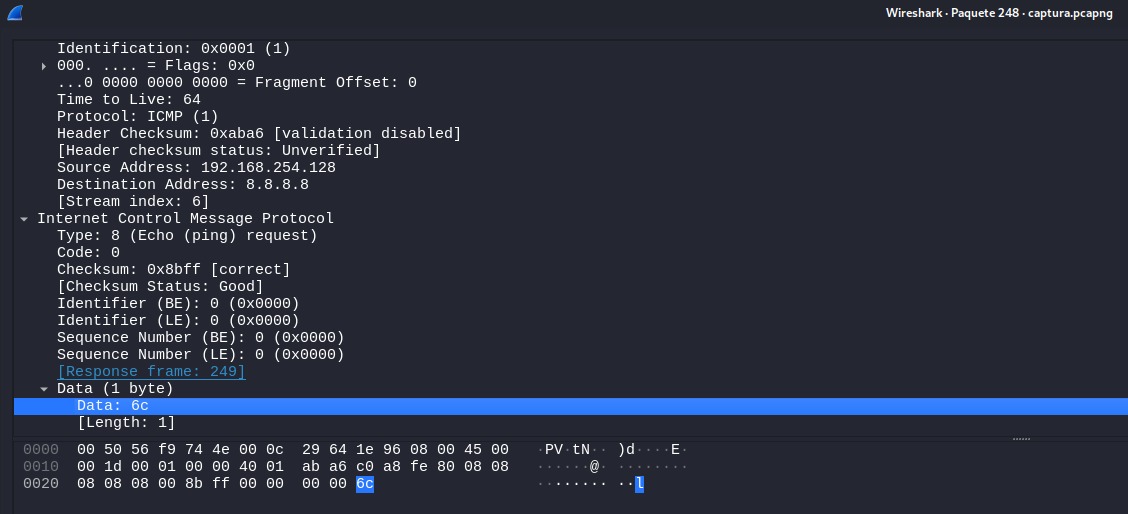 Wireshark · Paquete 248 · captura.pcapng
Identification: 0x0001 (1)
000. .... = Flags: 0x0
...0 0000 0000 0000 = Fragment Offset: 0
Time to Live: 64
Protocol: ICMP (1)
Header Checksum: 0xaba6 [validation disabled]
[Header checksum status: Unverified]
Source Address: 192.168.254.128
Destination Address: 8.8.8.8
[Stream index: 6]
Internet Control Message Protocol
Type: 8 (Echo (ping) request)
Code: 0
Checksum: 0x8bff [correct]
[Checksum Status: Good]
Identifier (BE): 0 (0x0000)
Identifier (LE): 0 (0x0000)
Sequence Number (BE): 0 (0x0000)
Sequence Number (LE): 0 (0x0000)
[Response frame: 249]
Data (1 byte)
Data: 6c
[Length: 1]
0000 00 50 56 f9 74 4e 00 0c 29 64 1e 96 08 00 45 00 ·PV·tN·· )d····E·
0010 00 1d 00 01 00 00 40 01 ab a6 c0 a8 fe 80 08 08 ······@· ········
0020 08 08 08 00 8b ff 00 00 00 00 6c ········ ··l